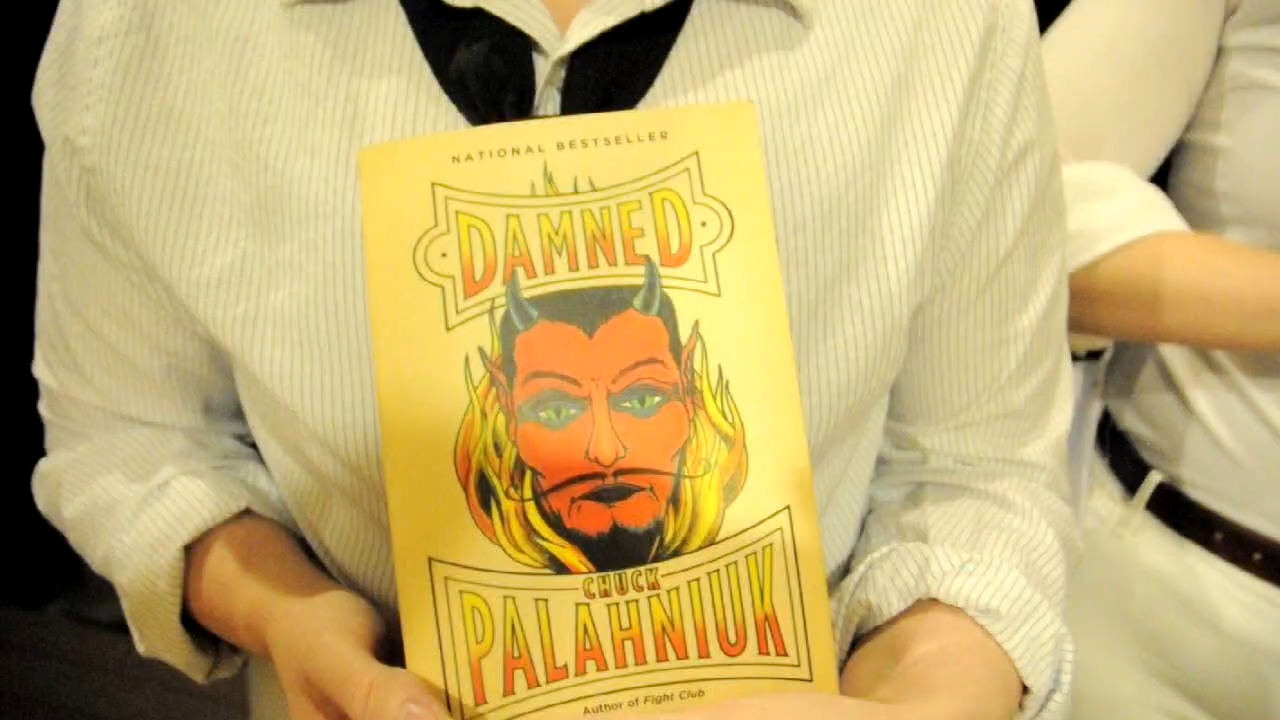 NATIONAL BESTSELLER
DAMNED
CHUCK
PALAHNIUK
Author of Fight Club